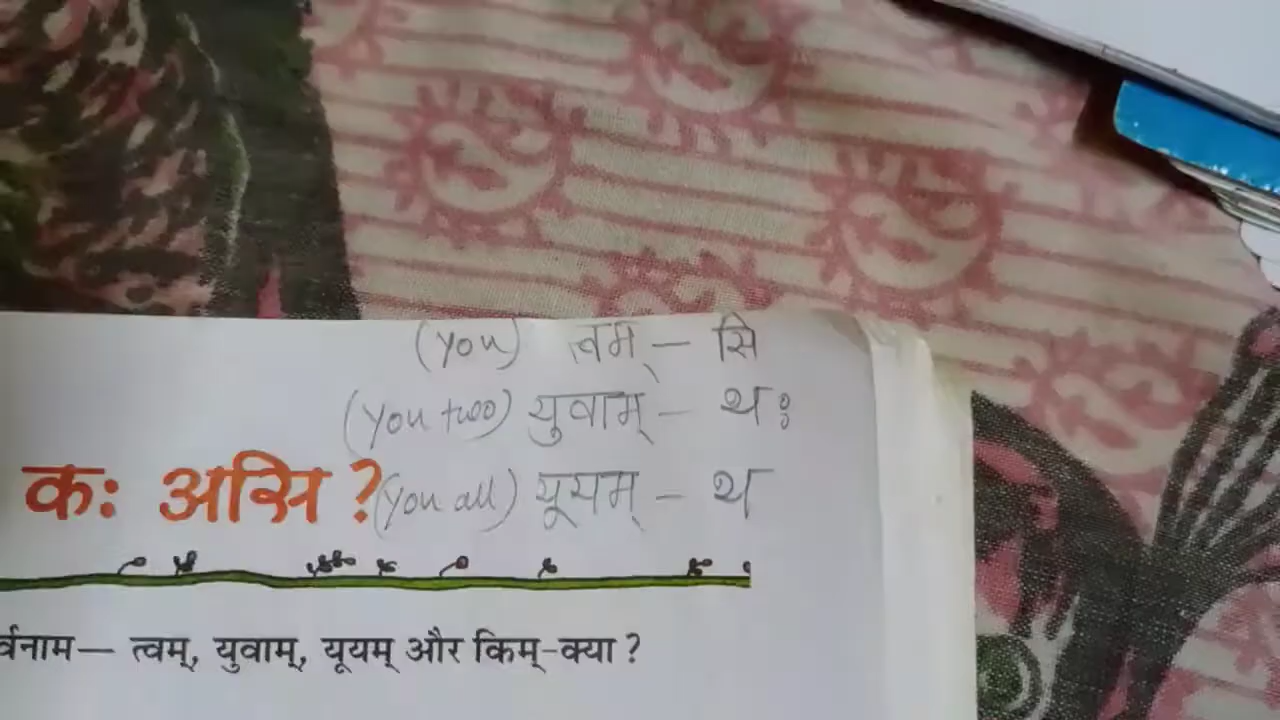 (you) त्वम् – सि
(you two) युवाम् – थः
कः असि ? (you all) यूयम् – थ
र्वनाम— त्वम्, युवाम्, यूयम् और किम्-क्या ?